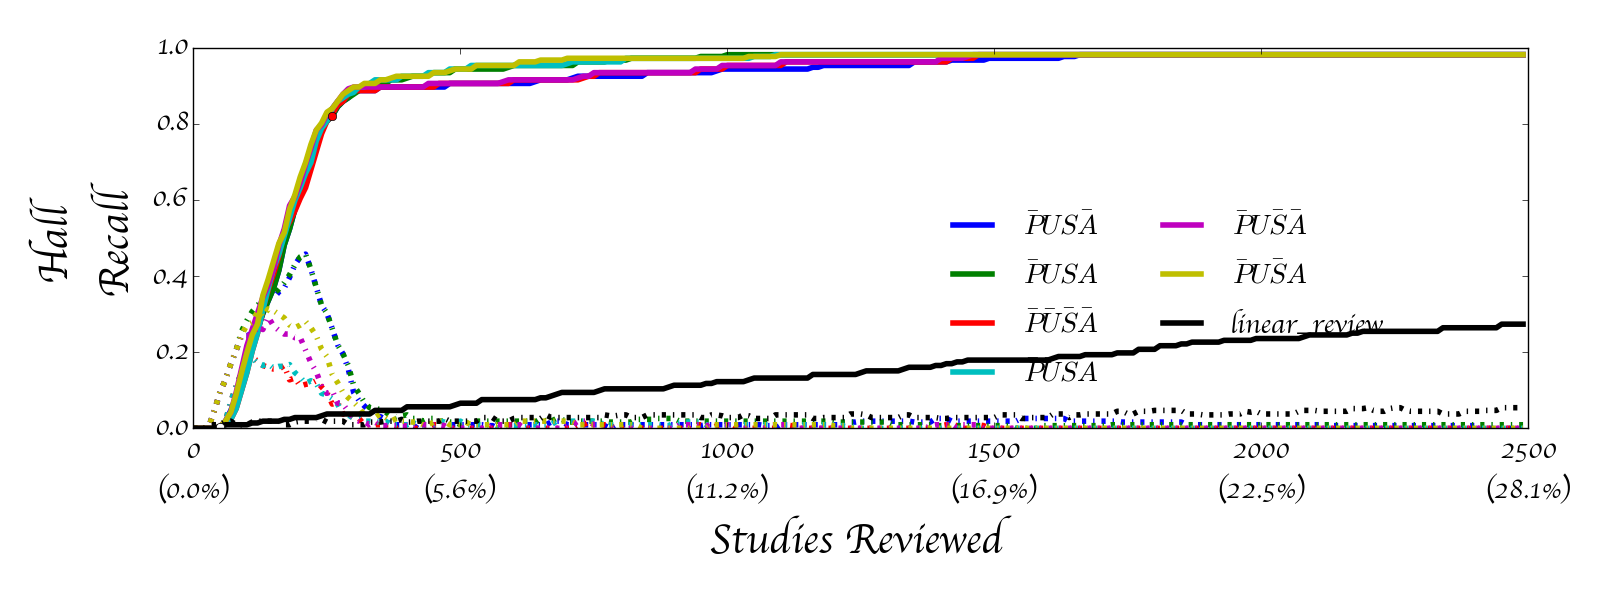 Hall
Recall
1.0
0.8
0.6
0.4
0.2
0.0
P̄USĀ
P̄USA
P̄ŪS̄Ā
PUSA
P̄US̄Ā
P̄US̄A
linear_review
0 500 1000 1500 2000 2500
(0.0%) (5.6%) (11.2%) (16.9%) (22.5%) (28.1%)
Studies Reviewed